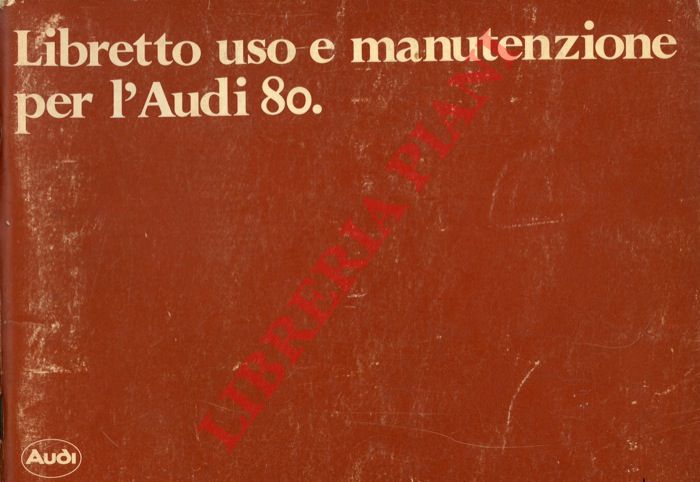 Libretto uso e manutenzione
per l'Audi 80.
LIBRERIA PIANI
Audi